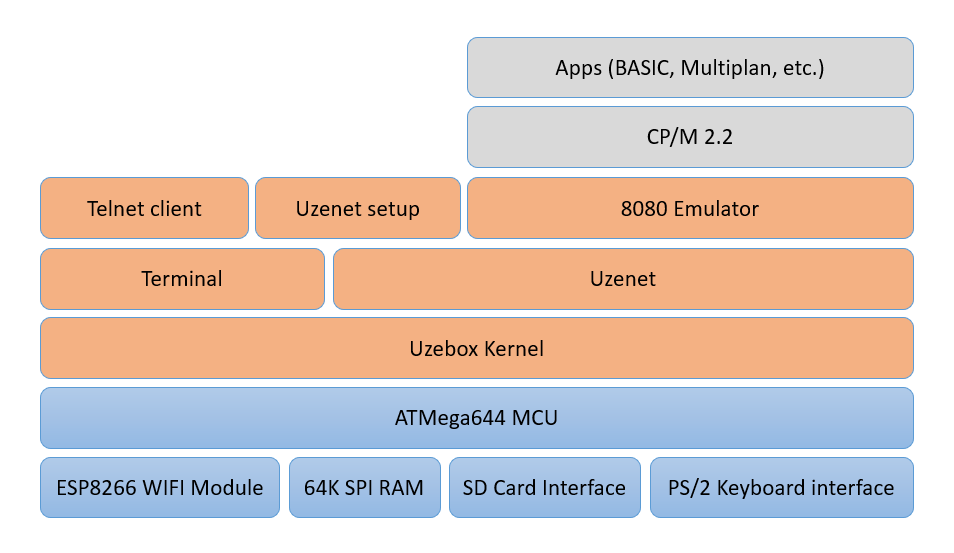 Apps (BASIC, Multiplan, etc.)
CP/M 2.2
Telnet client
Uzenet setup
8080 Emulator
Terminal
Uzenet
Uzebox Kernel
ATMega644 MCU
ESP8266 WIFI Module
64K SPI RAM
SD Card Interface
PS/2 Keyboard interface